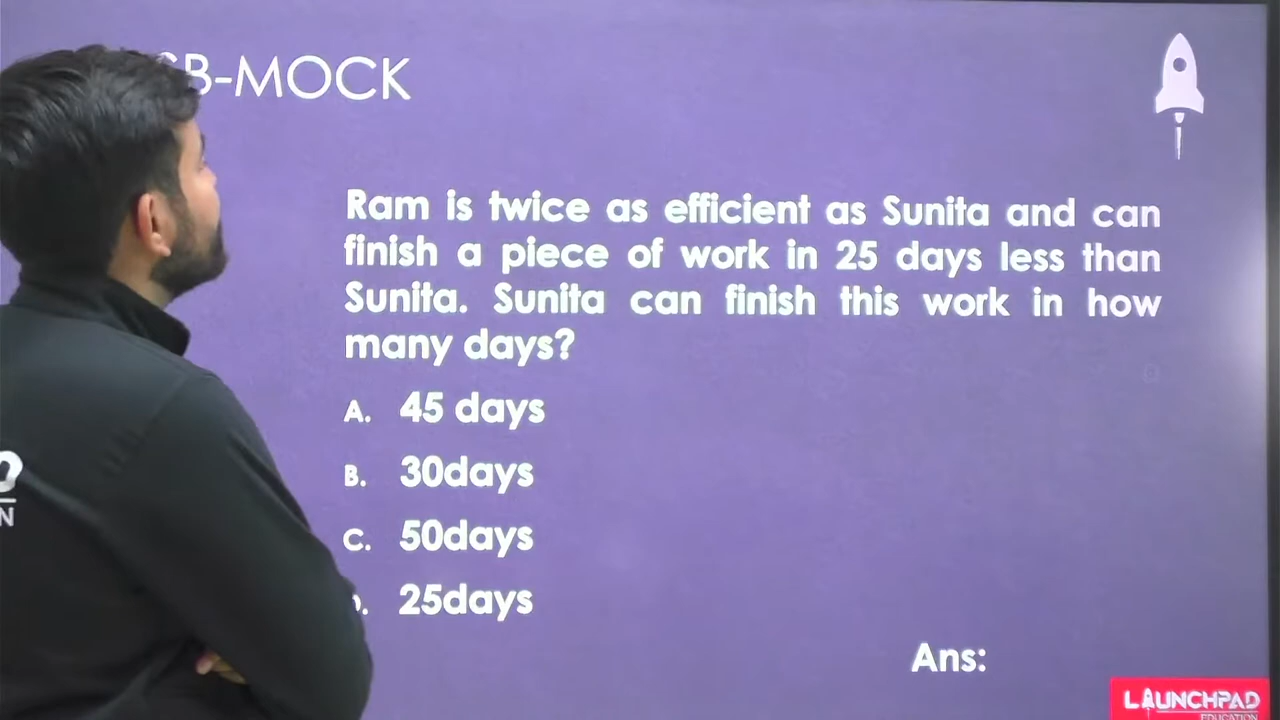 B-MOCK
Ram is twice as efficient as Sunita and can
finish a piece of work in 25 days less than
Sunita. Sunita can finish this work in how
many days?
A. 45 days
B. 30days
C. 50days
25days
Ans:
LAUNCHPAD
EDUCATION